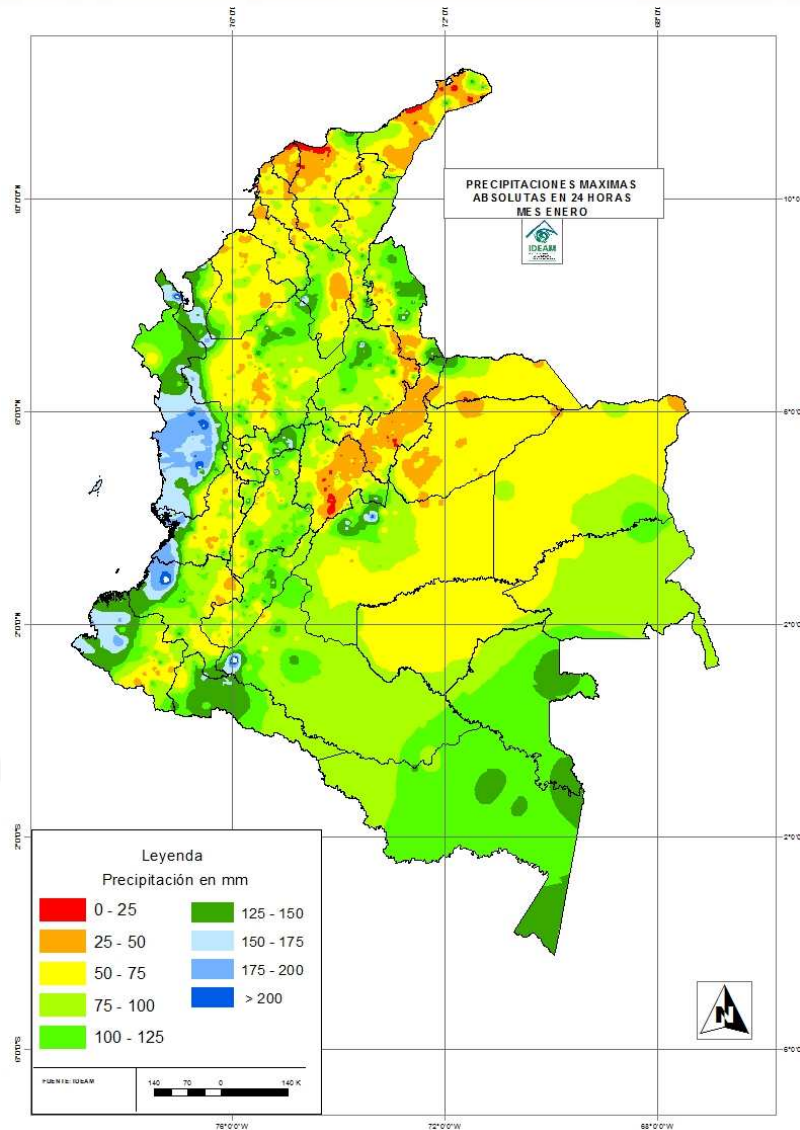 PRECIPITACIONES MAXIMAS
ABSOLUTAS EN 24 HORAS
MES ENERO
IDEAM
10°0'0"N
6°0'0"N
2°0'0"N
2°0'0"S
6°0'0"S
76°0'0"W
72°0'0"W
68°0'0"W
Leyenda
Precipitación en mm
0 - 25
25 - 50
50 - 75
75 - 100
100 - 125
125 - 150
150 - 175
175 - 200
> 200
FUENTE: IDEAM
140 70 0 140 K
N